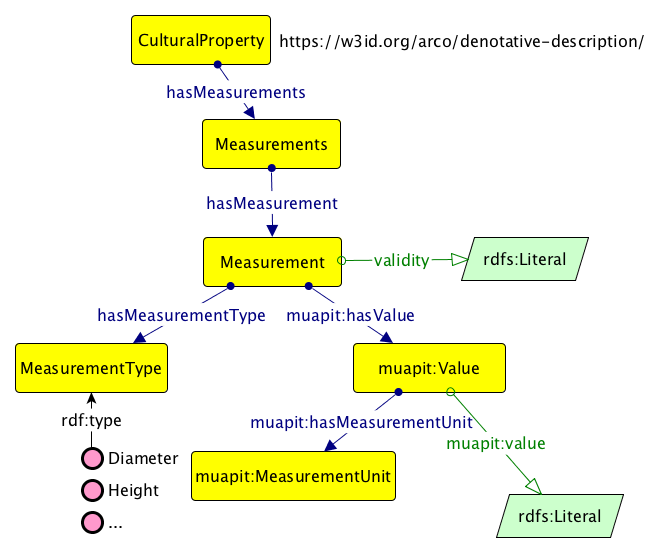 CulturalProperty
https://w3id.org/arco/denotative-description/
hasMeasurements
Measurements
hasMeasurement
Measurement
validity
rdfs:Literal
hasMeasurementType
muapit:hasValue
MeasurementType
muapit:Value
rdf:type
muapit:hasMeasurementUnit
muapit:value
Diameter
muapit:MeasurementUnit
Height
rdfs:Literal
...